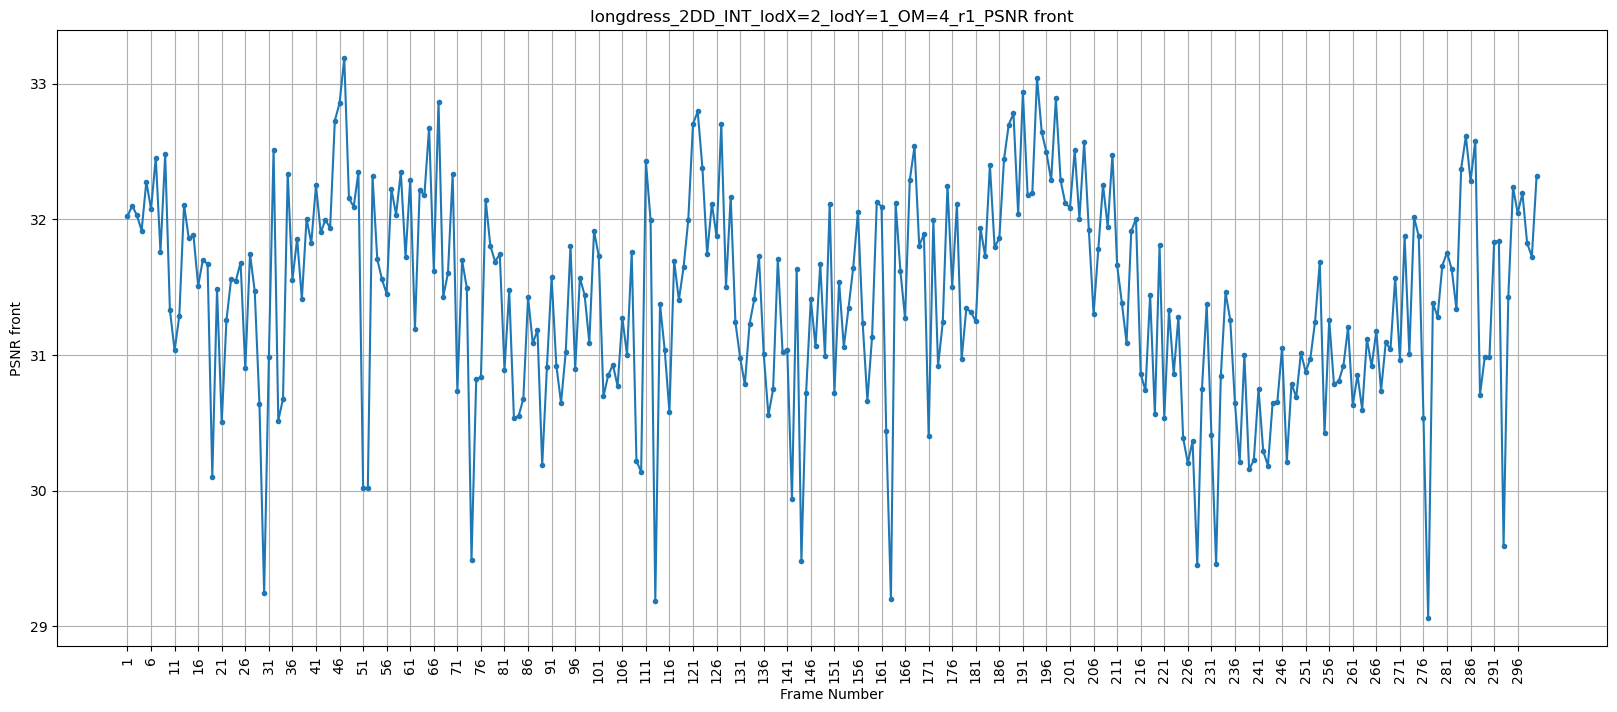 longdress_2DD_INT_lodX=2_lodY=1_OM=4_r1_PSNR front
33
32
31
30
29
PSNR front
1 6 11 16 21 26 31 36 41 46 51 56 61 66 71 76 81 86 91 96 101 106 111 116 121 126 131 136 141 146 151 156 161 166 171 176 181 186 191 196 201 206 211 216 221 226 231 236 241 246 251 256 261 266 271 276 281 286 291 296
Frame Number